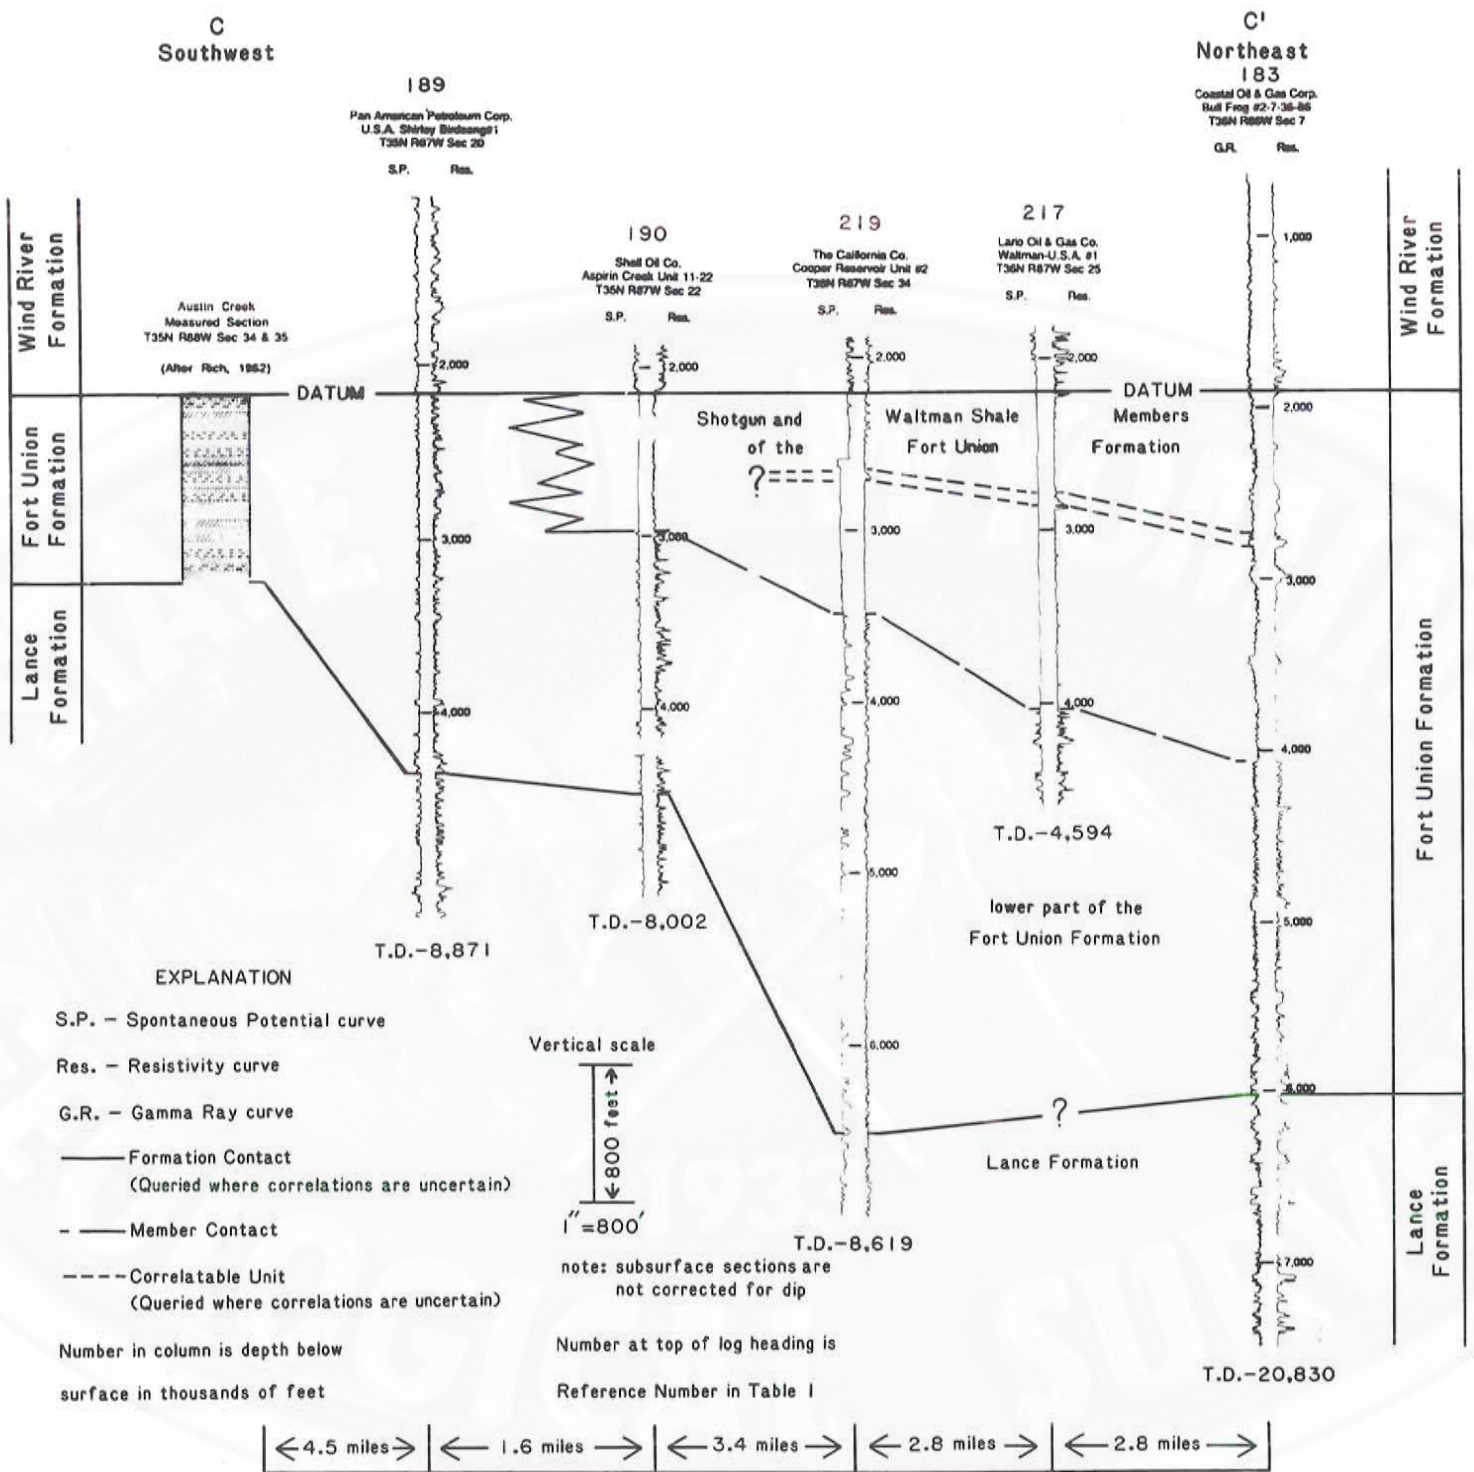 C
Southwest
C'
Northeast
189
Pan American Petroleum Corp.
U.S.A. Shirley Birdsong#1
T35N R87W Sec 20
S.P. Res.
190
Shell Oil Co.
Aspirin Creek Unit 11-22
T35N R87W Sec 22
S.P. Res.
219
The California Co.
Cooper Reservoir Unit #2
Sec 34
S.P. Res.
217
Lario Oil & Gas Co.
Waltman-U.S.A. #1
T36N R87W Sec 25
S.P. Res.
183
Coastal Oil & Gas Corp.
Bull Frog #2-7-36-86
T36N R86W Sec 7
G.R. Res.
Wind River
Formation
Fort Union
Formation
Lance
Formation
Austin Creek
Measured Section
T35N R88W Sec 34 & 35
(After Rich, 1962)
DATUM
DATUM
2,000
3,000
4,000
T.D.-8,871
2,000
3,000
4,000
T.D.-8,002
2,000
3,000
4,000
5,000
6,000
T.D.-8,619
2,000
3,000
4,000
T.D.-4,594
1,000
2,000
3,000
4,000
5,000
6,000
7,000
T.D.-20,830
Shotgun and Waltman Shale Members
of the Fort Union Formation
?
lower part of the
Fort Union Formation
?
Lance Formation
Wind River
Formation
Fort Union Formation
Lance
Formation
EXPLANATION
S.P. – Spontaneous Potential curve
Res. – Resistivity curve
G.R. – Gamma Ray curve
Formation Contact
(Queried where correlations are uncertain)
Member Contact
Correlatable Unit
(Queried where correlations are uncertain)
Number in column is depth below
surface in thousands of feet
Vertical scale
800 feet
1"=800'
note: subsurface sections are
not corrected for dip
Number at top of log heading is
Reference Number in Table 1
4.5 miles 1.6 miles 3.4 miles 2.8 miles 2.8 miles